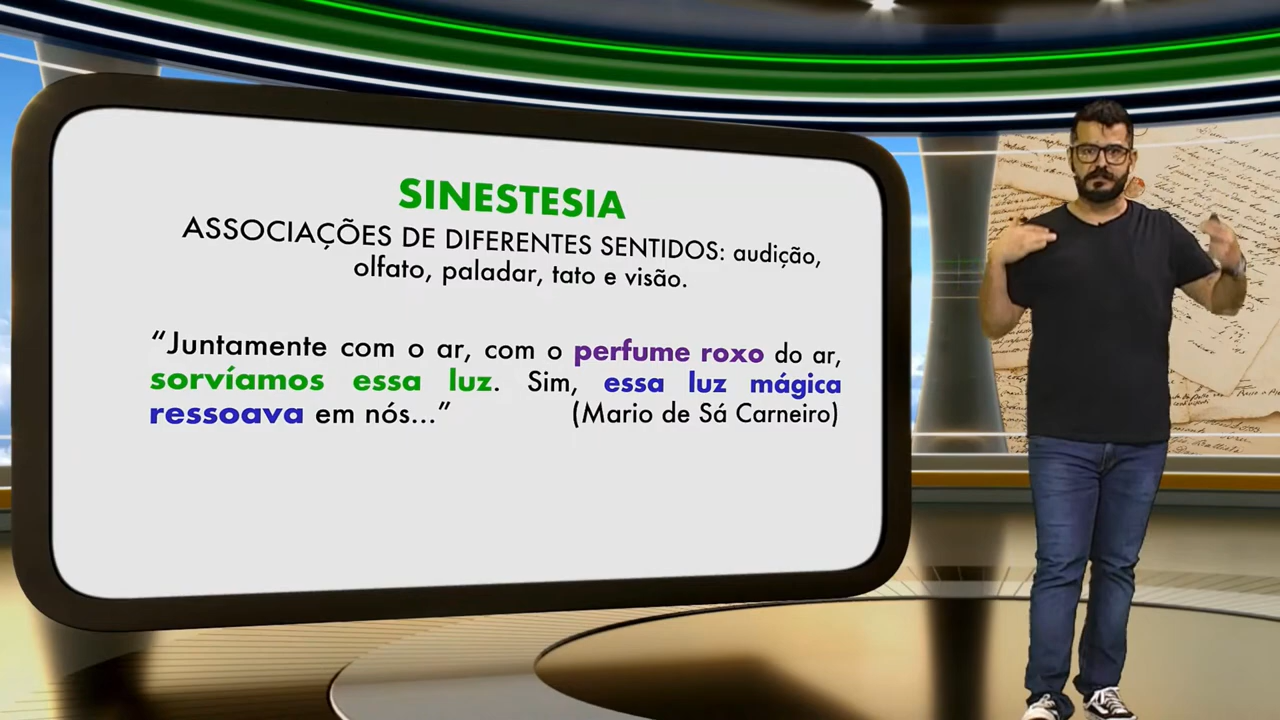 SINESTESIA
ASSOCIAÇÕES DE DIFERENTES SENTIDOS: audição,
olfato, paladar, tato e visão.
“Juntamente com o ar, com o perfume roxo do ar,
sorvíamos essa luz. Sim, essa luz mágica
ressoava em nós...” (Mario de Sá Carneiro)